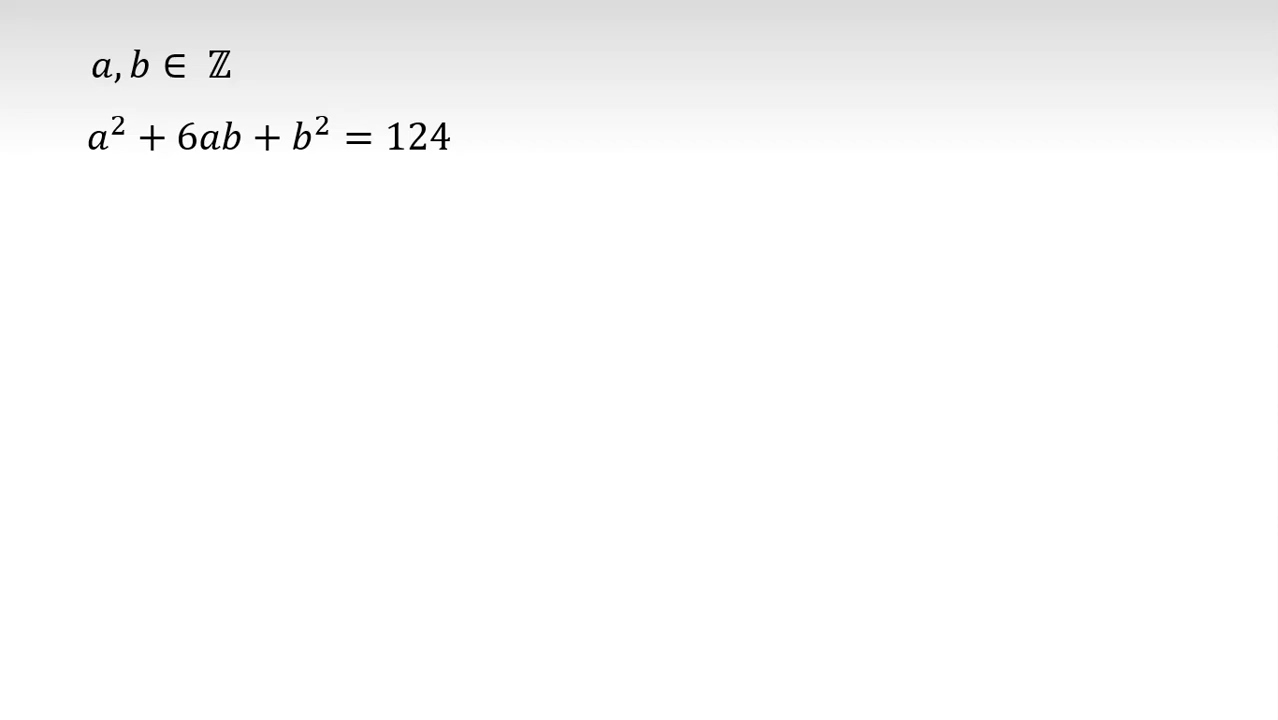 a, b ∈ ℤ
a² + 6ab + b² = 124